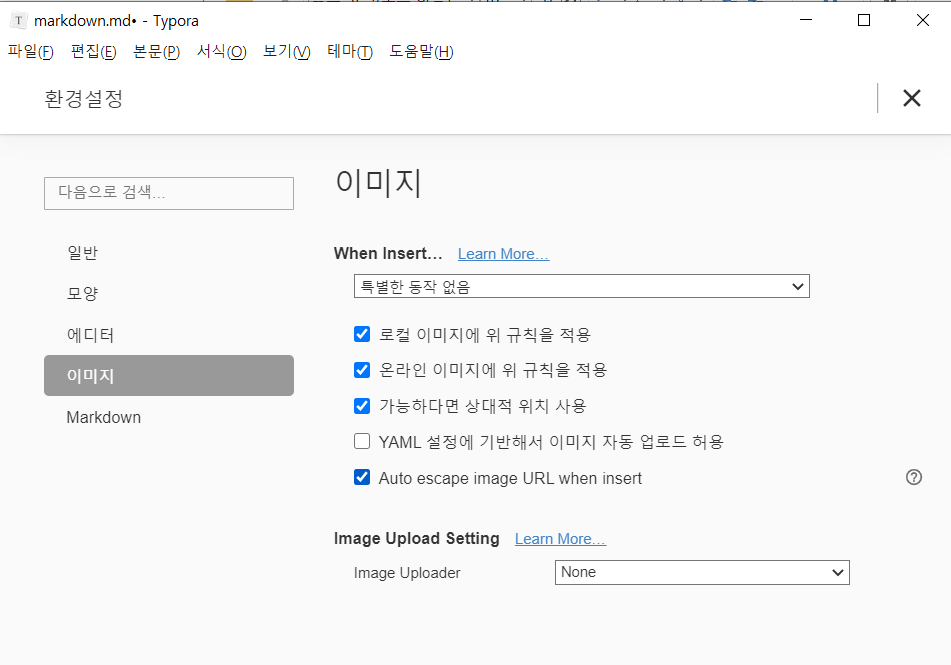 T markdown.md• - Typora
파일(F) 편집(E) 본문(P) 서식(O) 보기(V) 테마(T) 도움말(H)
환경설정
다음으로 검색...
일반
모양
에디터
이미지
Markdown
이미지
When Insert... Learn More...
특별한 동작 없음
로컬 이미지에 위 규칙을 적용
온라인 이미지에 위 규칙을 적용
가능하다면 상대적 위치 사용
YAML 설정에 기반해서 이미지 자동 업로드 허용
Auto escape image URL when insert
Image Upload Setting Learn More...
Image Uploader None